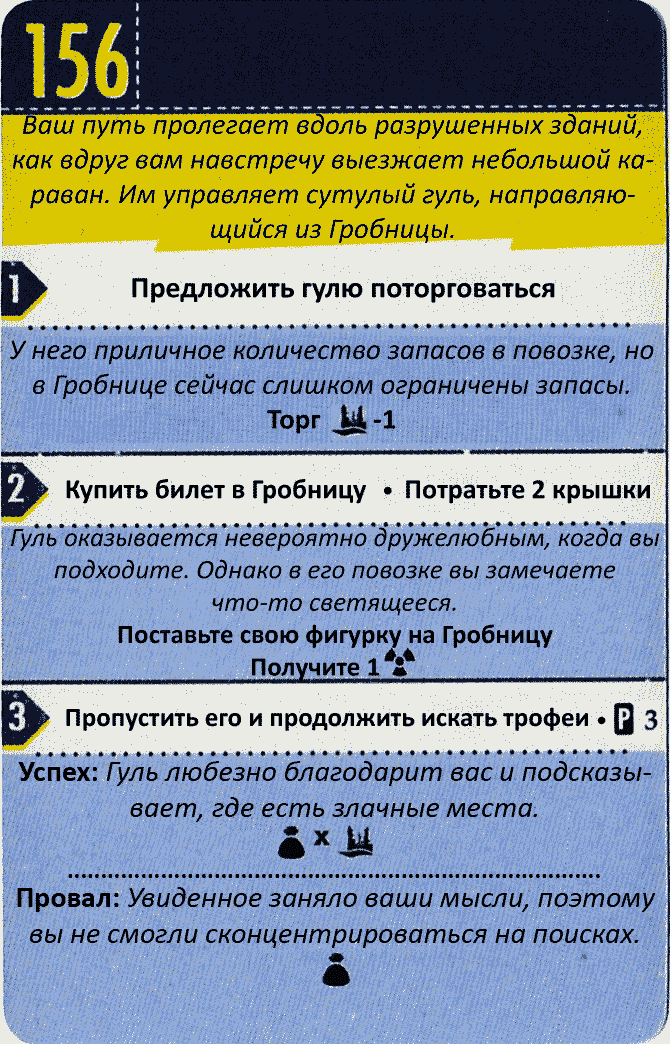 156
Ваш путь пролегает вдоль разрушенных зданий,
как вдруг вам навстречу выезжает небольшой ка-
раван. Им управляет сутулый гуль, направляю-
щийся из Гробницы.
1 Предложить гулю поторговаться
У него приличное количество запасов в повозке, но
в Гробнице сейчас слишком ограничены запасы.
Торг -1
2 Купить билет в Гробницу • Потратьте 2 крышки
Гуль оказывается невероятно дружелюбным, когда вы
подходите. Однако в его повозке вы замечаете
что-то светящееся.
Поставьте свою фигурку на Гробницу
Получите 1
3 Пропустить его и продолжить искать трофеи • P 3
Успех: Гуль любезно благодарит вас и подсказы-
вает, где есть злачные места.
x
Провал: Увиденное заняло ваши мысли, поэтому
вы не смогли сконцентрироваться на поисках.